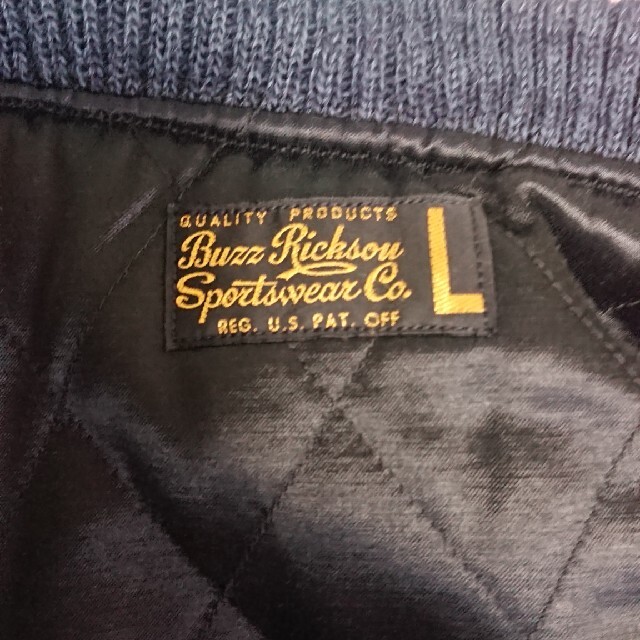 QUALITY PRODUCTS
Buzz Rickson
Sportswear Co.
REG. U.S. PAT. OFF
L